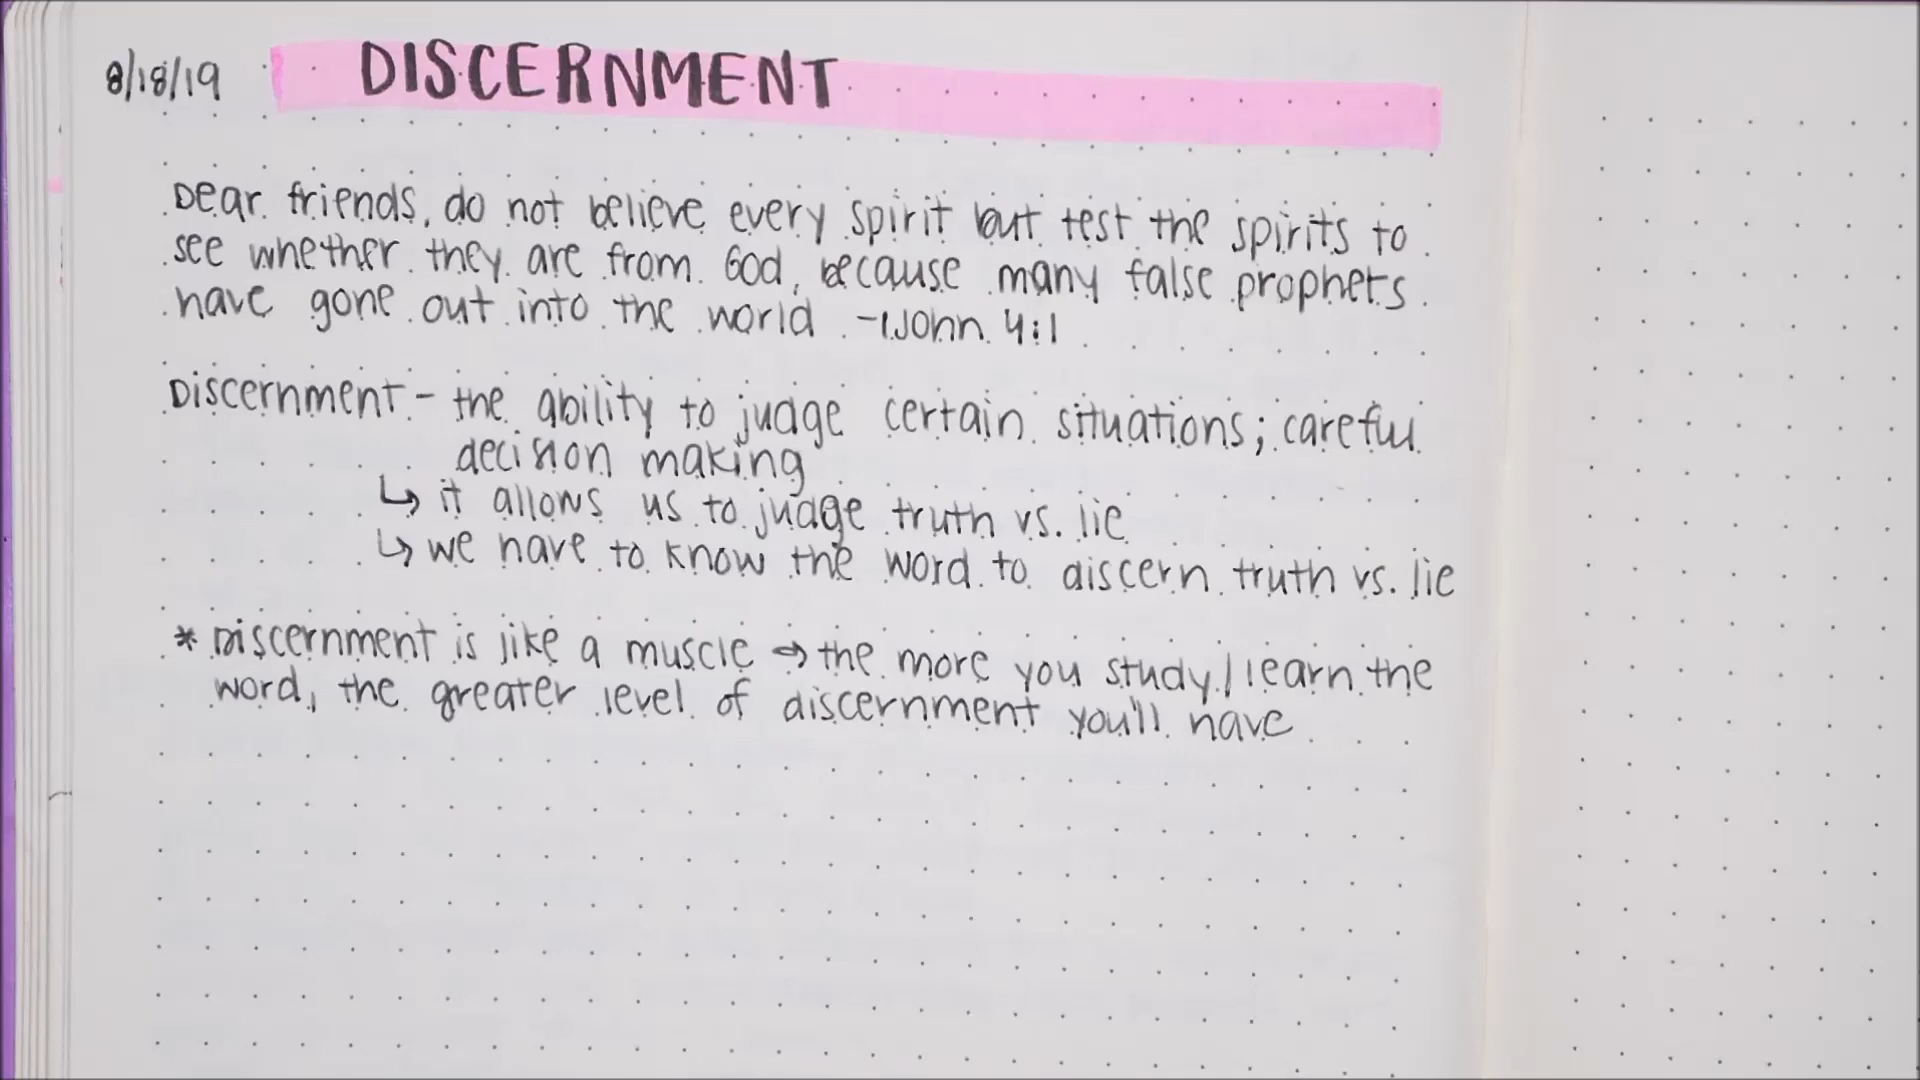 8/18/19 DISCERNMENT
Dear friends, do not believe every spirit but test the spirits to
see whether they are from God, because many false prophets
have gone out into the world -1John 4:1
Discernment - the ability to judge certain situations; careful
decision making
↳ it allows us to judge truth vs. lie
↳ we have to know the word to discern truth vs. lie
* Discernment is like a muscle → the more you study/learn the
word, the greater level of discernment you'll have